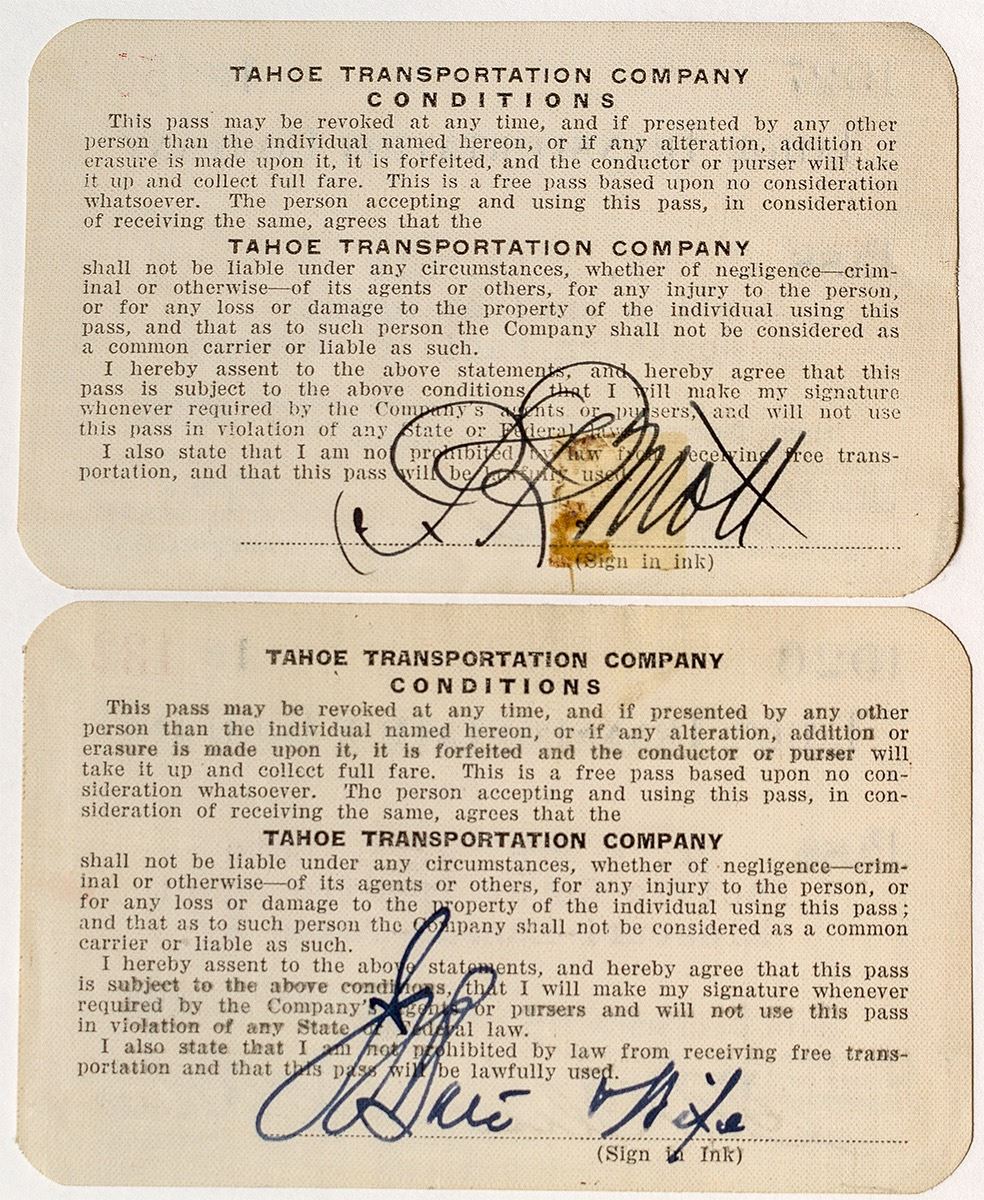 TAHOE TRANSPORTATION COMPANY
CONDITIONS
This pass may be revoked at any time, and if presented by any other
person than the individual named hereon, or if any alteration, addition or
erasure is made upon it, it is forfeited, and the conductor or purser will take
it up and collect full fare. This is a free pass based upon no consideration
whatsoever. The person accepting and using this pass, in consideration
of receiving the same, agrees that the
TAHOE TRANSPORTATION COMPANY
shall not be liable under any circumstances, whether of negligence—crim-
inal or otherwise—of its agents or others, for any injury to the person,
or for any loss or damage to the property of the individual using this
pass, and that as to such person the Company shall not be considered as
a common carrier or liable as such.
I hereby assent to the above statements, and hereby agree that this
pass is subject to the above conditions, that I will make my signature
whenever required by the Company's agents or pursers, and will not use
this pass in violation of any State or Federal law.
I also state that I am not prohibited by law from receiving free trans-
portation, and that this pass will be lawfully used.
Mott
(Sign in ink)
TAHOE TRANSPORTATION COMPANY
CONDITIONS
This pass may be revoked at any time, and if presented by any other
person than the individual named hereon, or if any alteration, addition or
erasure is made upon it, it is forfeited and the conductor or purser will
take it up and collect full fare. This is a free pass based upon no con-
sideration whatsoever. The person accepting and using this pass, in con-
sideration of receiving the same, agrees that the
TAHOE TRANSPORTATION COMPANY
shall not be liable under any circumstances, whether of negligence—crim-
inal or otherwise—of its agents or others, for any injury to the person, or
for any loss or damage to the property of the individual using this pass;
and that as to such person the Company shall not be considered as a common
carrier or liable as such.
I hereby assent to the above statements, and hereby agree that this pass
is subject to the above conditions, that I will make my signature whenever
required by the Company's agents or pursers and will not use this pass
in violation of any State or Federal law.
I also state that I am not prohibited by law from receiving free trans-
portation and that this pass will be lawfully used.
Wife
(Sign in Ink)